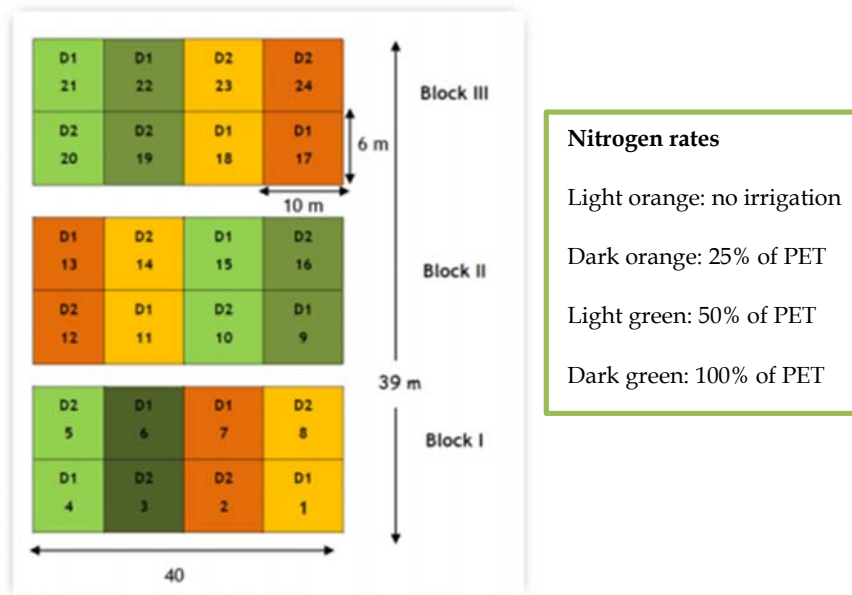 D1 D1 D2 D2
21 22 23 24
Block III
D2 D2 D1 D1
20 19 18 17
6 m
10 m
D1 D2 D1 D2
13 14 15 16
Block II
D2 D1 D2 D1
12 11 10 9
39 m
D2 D1 D1 D2
5 6 7 8
Block I
D1 D2 D2 D1
4 3 2 1
40
Nitrogen rates
Light orange: no irrigation
Dark orange: 25% of PET
Light green: 50% of PET
Dark green: 100% of PET